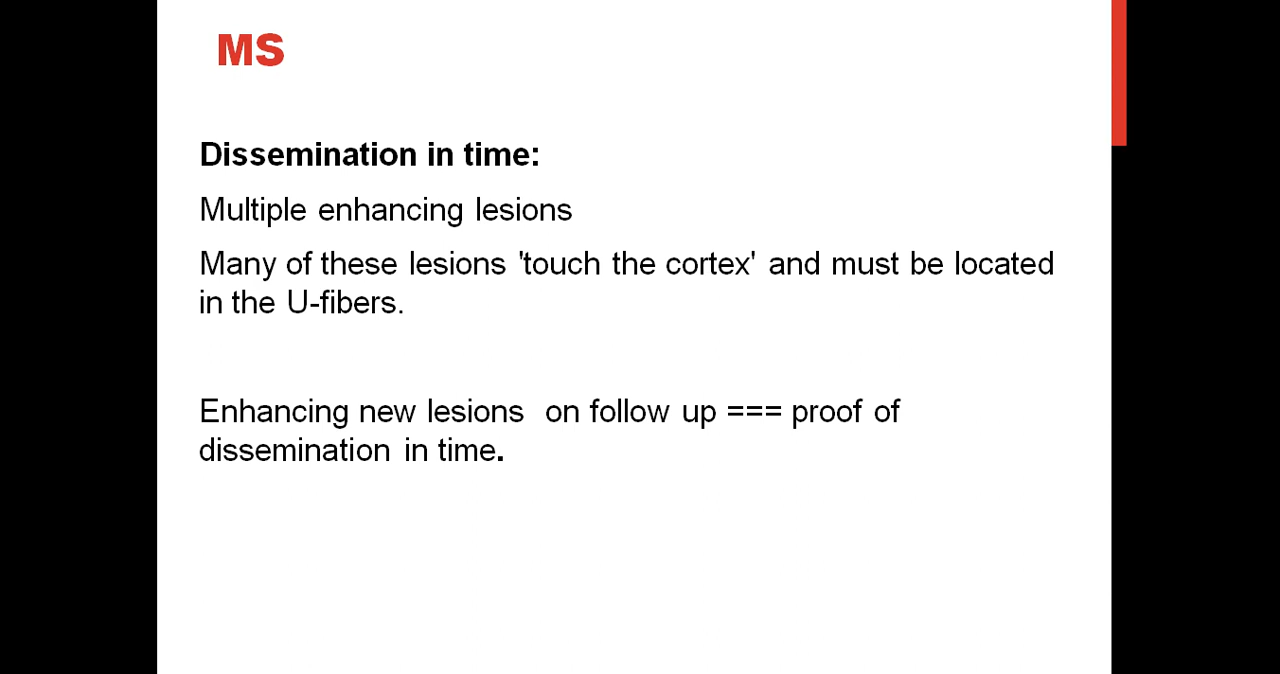 MS
Dissemination in time:
Multiple enhancing lesions
Many of these lesions 'touch the cortex' and must be located
in the U-fibers.
Enhancing new lesions on follow up === proof of
dissemination in time.